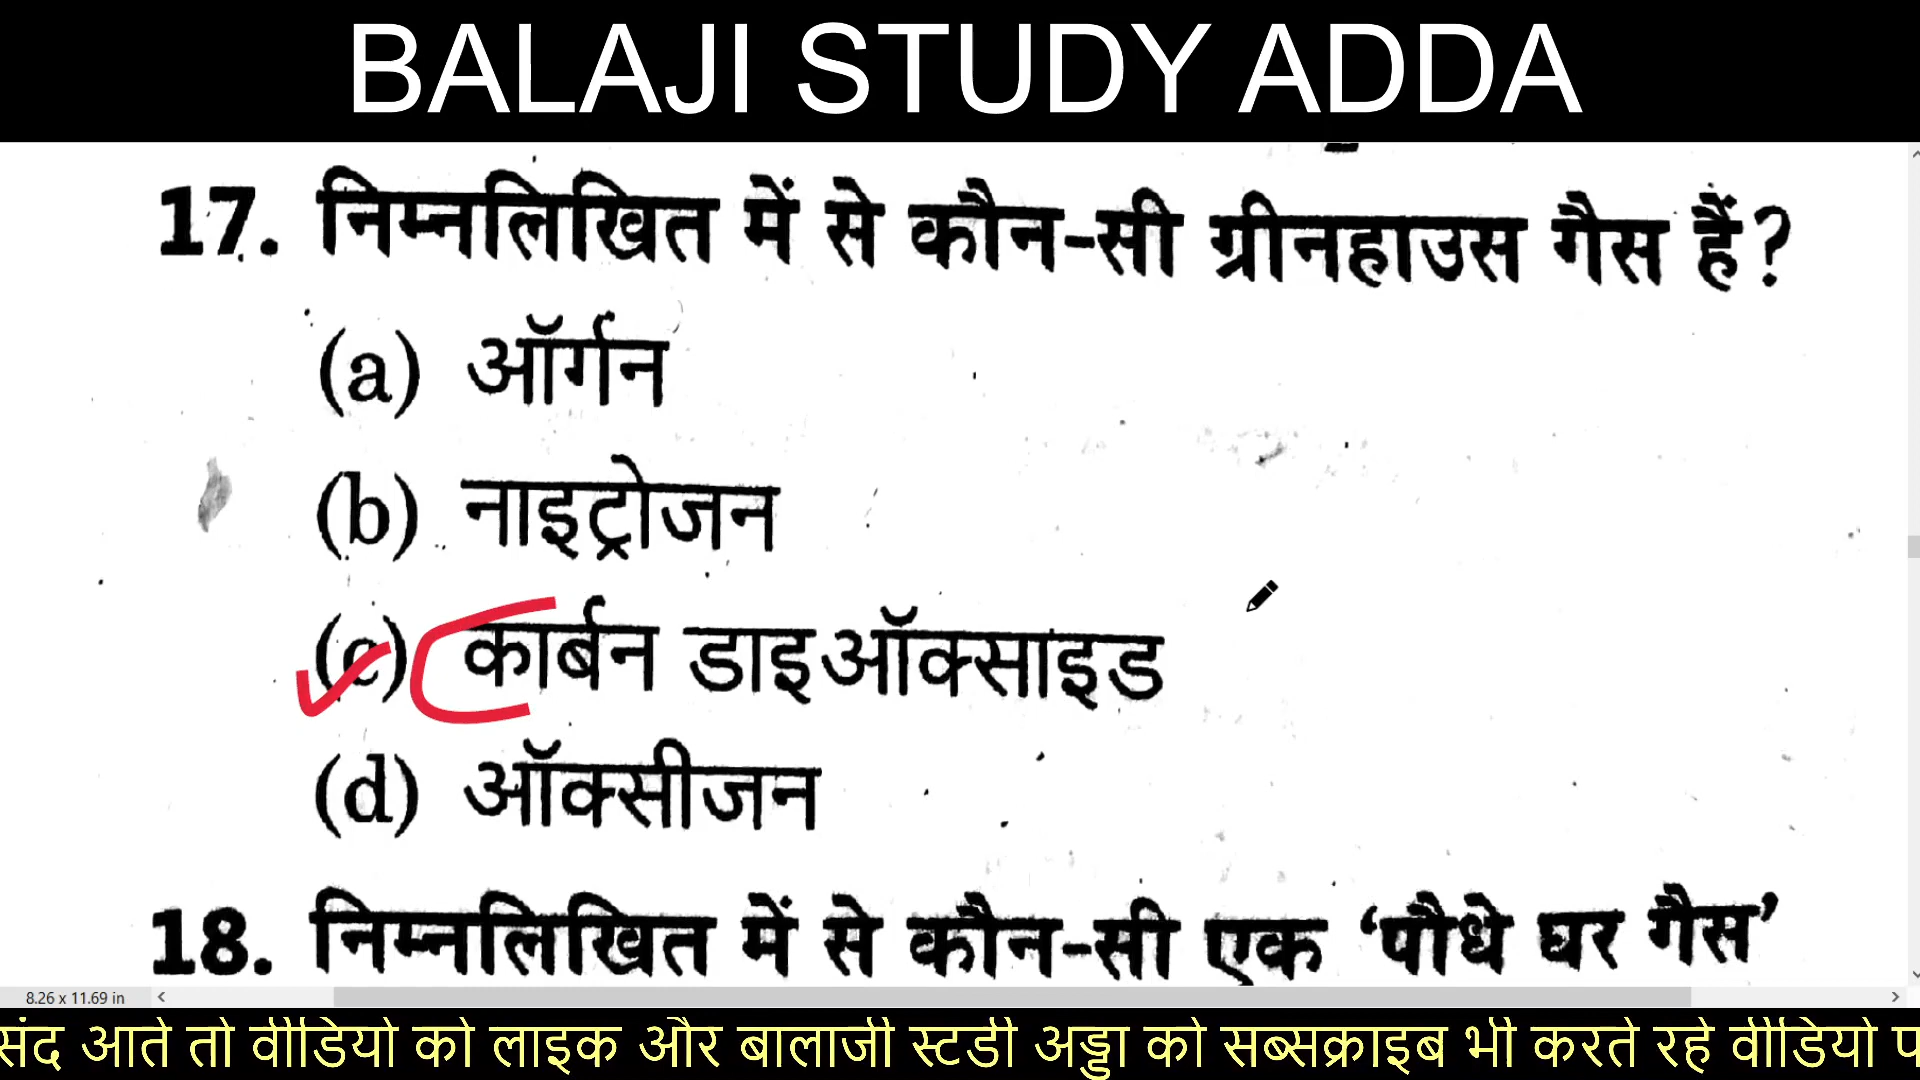 BALAJI STUDY ADDA
17. निम्नलिखित में से कौन-सी ग्रीनहाउस गैस हैं?
(a) ऑर्गन
(b) नाइट्रोजन
(c) कार्बन डाइऑक्साइड
(d) ऑक्सीजन
18. निम्नलिखित में से कौन-सी एक ‘पौधे घर गैस’
8.26 x 11.69 in
संद आते तो वीडियो को लाइक और बालाजी स्टडी अड्डा को सब्सक्राइब भी करते रहे वीडियो प